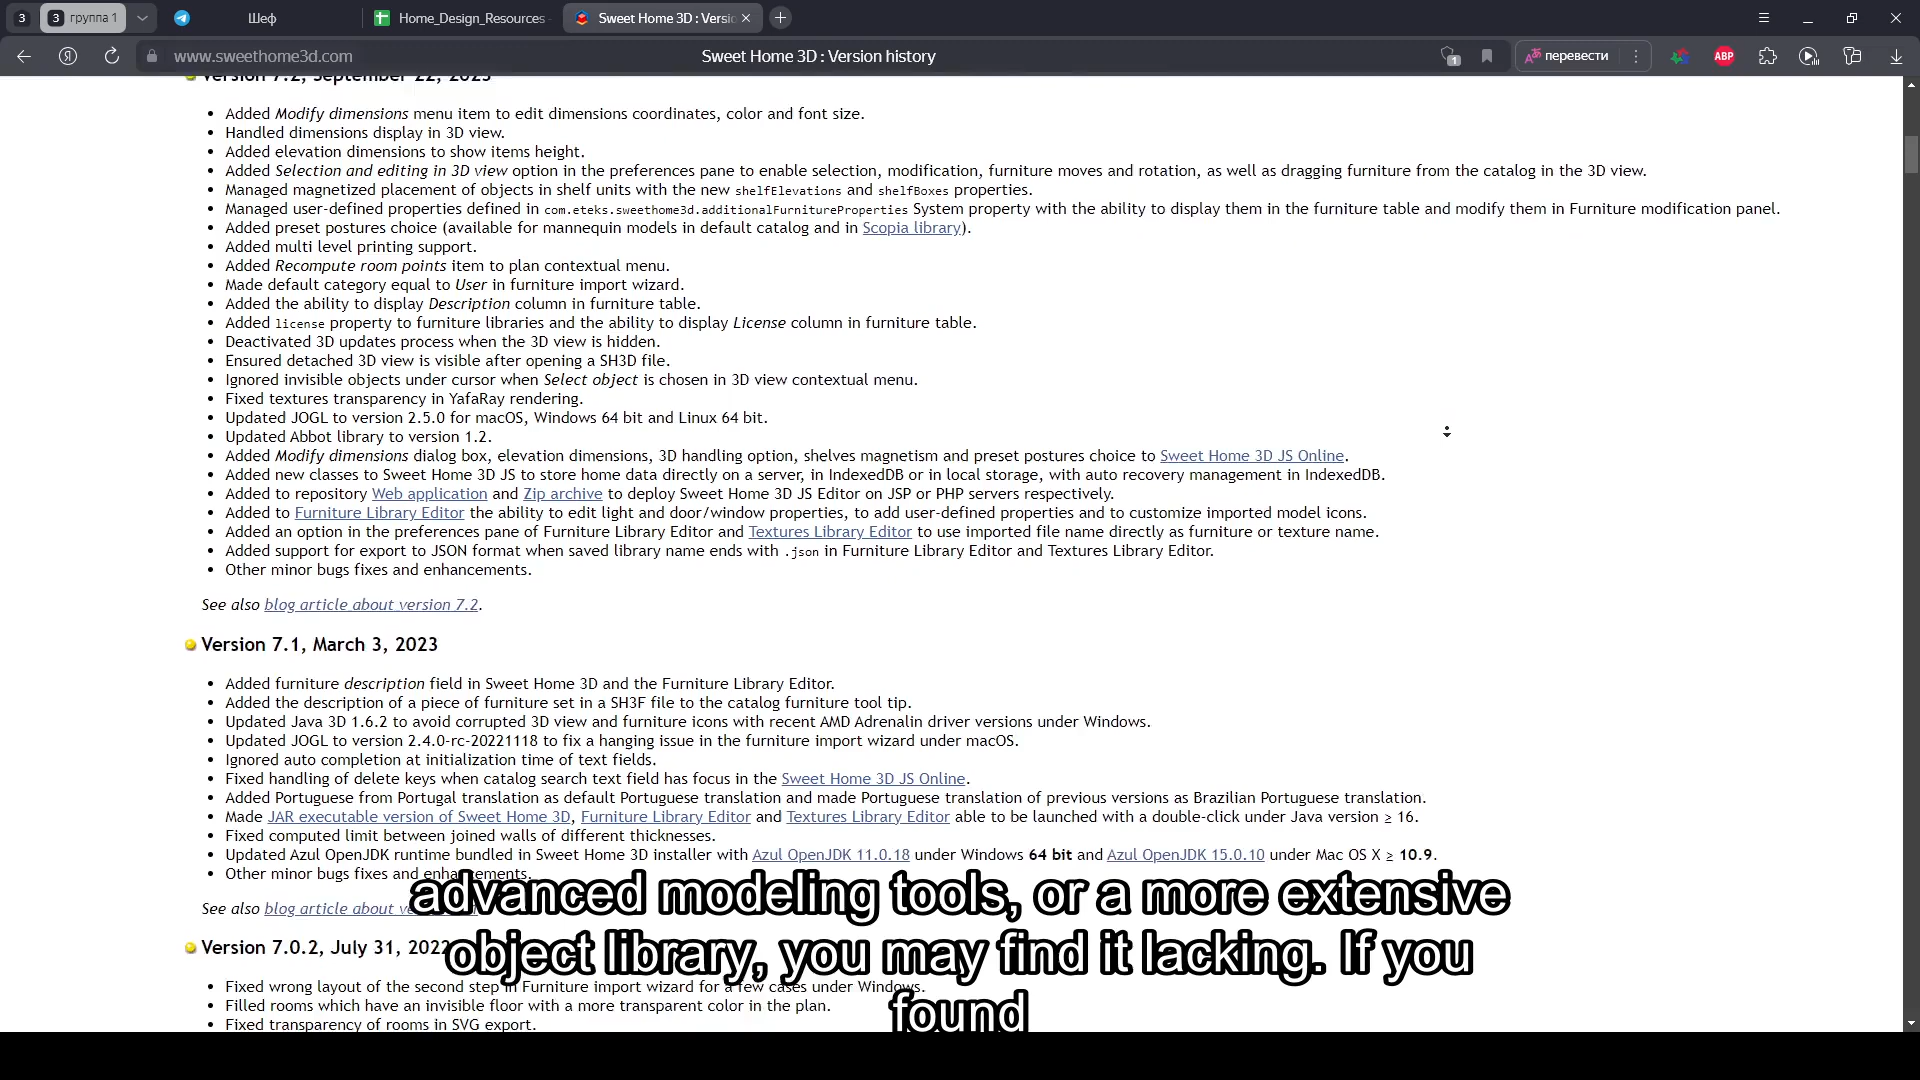 3
3 группа 1
Шеф
Home_Design_Resources
Sweet Home 3D : Versio
www.sweethome3d.com
Sweet Home 3D : Version history
1
перевести
ABP
Version 7.2, September 22, 2023
• Added Modify dimensions menu item to edit dimensions coordinates, color and font size.
• Handled dimensions display in 3D view.
• Added elevation dimensions to show items height.
• Added Selection and editing in 3D view option in the preferences pane to enable selection, modification, furniture moves and rotation, as well as dragging furniture from the catalog in the 3D view.
• Managed magnetized placement of objects in shelf units with the new shelfElevations and shelfBoxes properties.
• Managed user-defined properties defined in com.eteks.sweethome3d.additionalFurnitureProperties System property with the ability to display them in the furniture table and modify them in Furniture modification panel.
• Added preset postures choice (available for mannequin models in default catalog and in Scopia library).
• Added multi level printing support.
• Added Recompute room points item to plan contextual menu.
• Made default category equal to User in furniture import wizard.
• Added the ability to display Description column in furniture table.
• Added license property to furniture libraries and the ability to display License column in furniture table.
• Deactivated 3D updates process when the 3D view is hidden.
• Ensured detached 3D view is visible after opening a SH3D file.
• Ignored invisible objects under cursor when Select object is chosen in 3D view contextual menu.
• Fixed textures transparency in YafaRay rendering.
• Updated JOGL to version 2.5.0 for macOS, Windows 64 bit and Linux 64 bit.
• Updated Abbot library to version 1.2.
• Added Modify dimensions dialog box, elevation dimensions, 3D handling option, shelves magnetism and preset postures choice to Sweet Home 3D JS Online.
• Added new classes to Sweet Home 3D JS to store home data directly on a server, in IndexedDB or in local storage, with auto recovery management in IndexedDB.
• Added to repository Web application and Zip archive to deploy Sweet Home 3D JS Editor on JSP or PHP servers respectively.
• Added to Furniture Library Editor the ability to edit light and door/window properties, to add user-defined properties and to customize imported model icons.
• Added an option in the preferences pane of Furniture Library Editor and Textures Library Editor to use imported file name directly as furniture or texture name.
• Added support for export to JSON format when saved library name ends with .json in Furniture Library Editor and Textures Library Editor.
• Other minor bugs fixes and enhancements.
See also blog article about version 7.2.
Version 7.1, March 3, 2023
• Added furniture description field in Sweet Home 3D and the Furniture Library Editor.
• Added the description of a piece of furniture set in a SH3F file to the catalog furniture tool tip.
• Updated Java 3D 1.6.2 to avoid corrupted 3D view and furniture icons with recent AMD Adrenalin driver versions under Windows.
• Updated JOGL to version 2.4.0-rc-20221118 to fix a hanging issue in the furniture import wizard under macOS.
• Ignored auto completion at initialization time of text fields.
• Fixed handling of delete keys when catalog search text field has focus in the Sweet Home 3D JS Online.
• Added Portuguese from Portugal translation as default Portuguese translation and made Portuguese translation of previous versions as Brazilian Portuguese translation.
• Made JAR executable version of Sweet Home 3D, Furniture Library Editor and Textures Library Editor able to be launched with a double-click under Java version ≥ 16.
• Fixed computed limit between joined walls of different thicknesses.
• Updated Azul OpenJDK runtime bundled in Sweet Home 3D installer with Azul OpenJDK 11.0.18 under Windows 64 bit and Azul OpenJDK 15.0.10 under Mac OS X ≥ 10.9.
• Other minor bugs fixes and enhancements.
advanced modeling tools, or a more extensive
See also blog article about
Version 7.0.2, July 31, 2022
object library, you may find it lacking. If you
• Fixed wrong layout of the second step in Furniture import wizard for a few cases under Windows.
• Filled rooms which have an invisible floor with a more transparent color in the plan.
found
• Fixed transparency of rooms in SVG export.